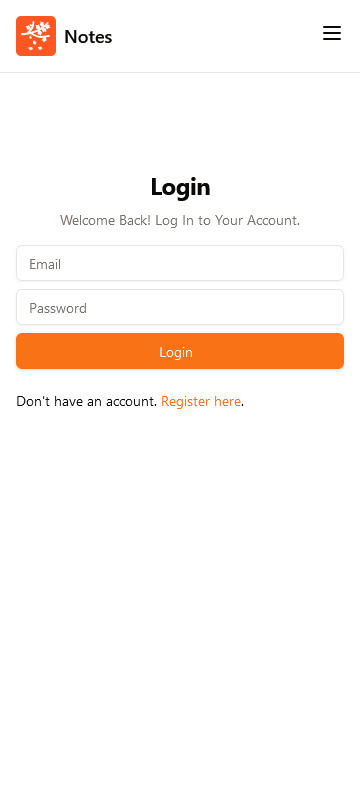 Notes
Login
Welcome Back! Log In to Your Account.
Email
Password
Login
Don't have an account. Register here.